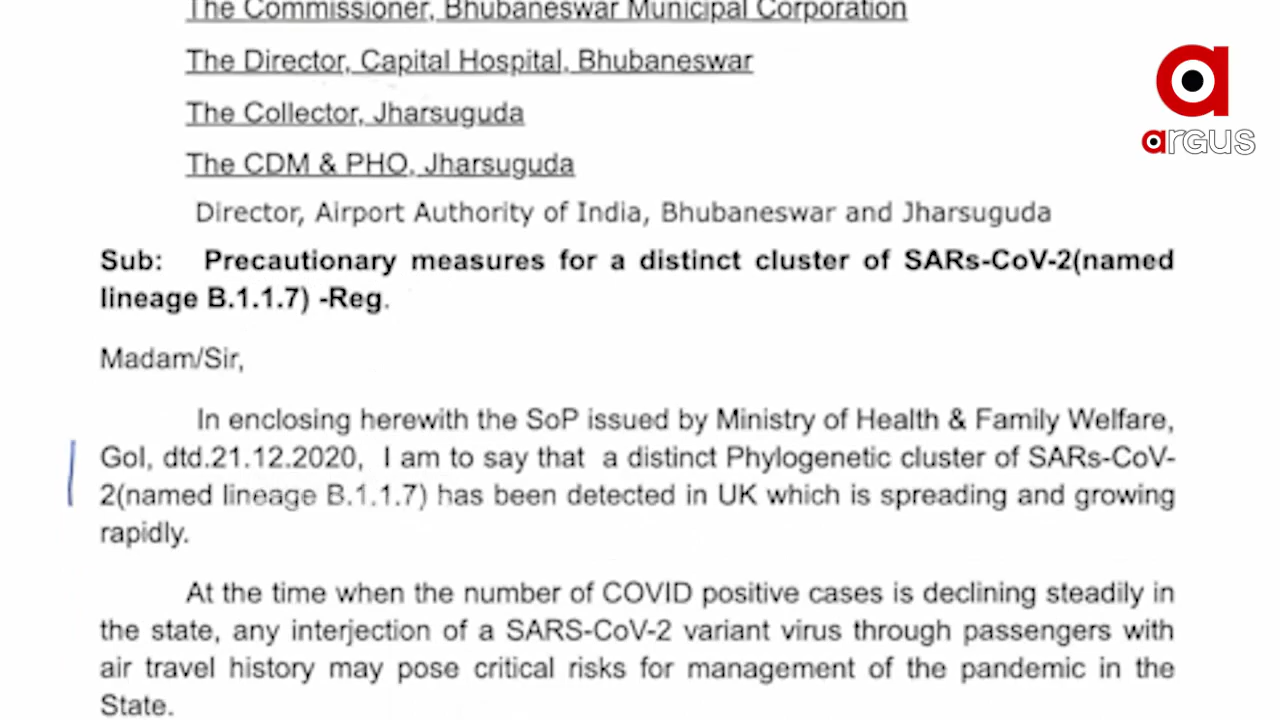 The Commissioner, Bhubaneswar Municipal Corporation
The Director, Capital Hospital, Bhubaneswar
The Collector, Jharsuguda
The CDM & PHO, Jharsuguda
Director, Airport Authority of India, Bhubaneswar and Jharsuguda
Sub: Precautionary measures for a distinct cluster of SARs-CoV-2(named
lineage B.1.1.7) -Reg.
Madam/Sir,
In enclosing herewith the SoP issued by Ministry of Health & Family Welfare,
GoI, dtd.21.12.2020, I am to say that a distinct Phylogenetic cluster of SARs-CoV-
2(named lineage B.1.1.7) has been detected in UK which is spreading and growing
rapidly.
At the time when the number of COVID positive cases is declining steadily in
the state, any interjection of a SARS-CoV-2 variant virus through passengers with
air travel history may pose critical risks for management of the pandemic in the
State.
a
argus